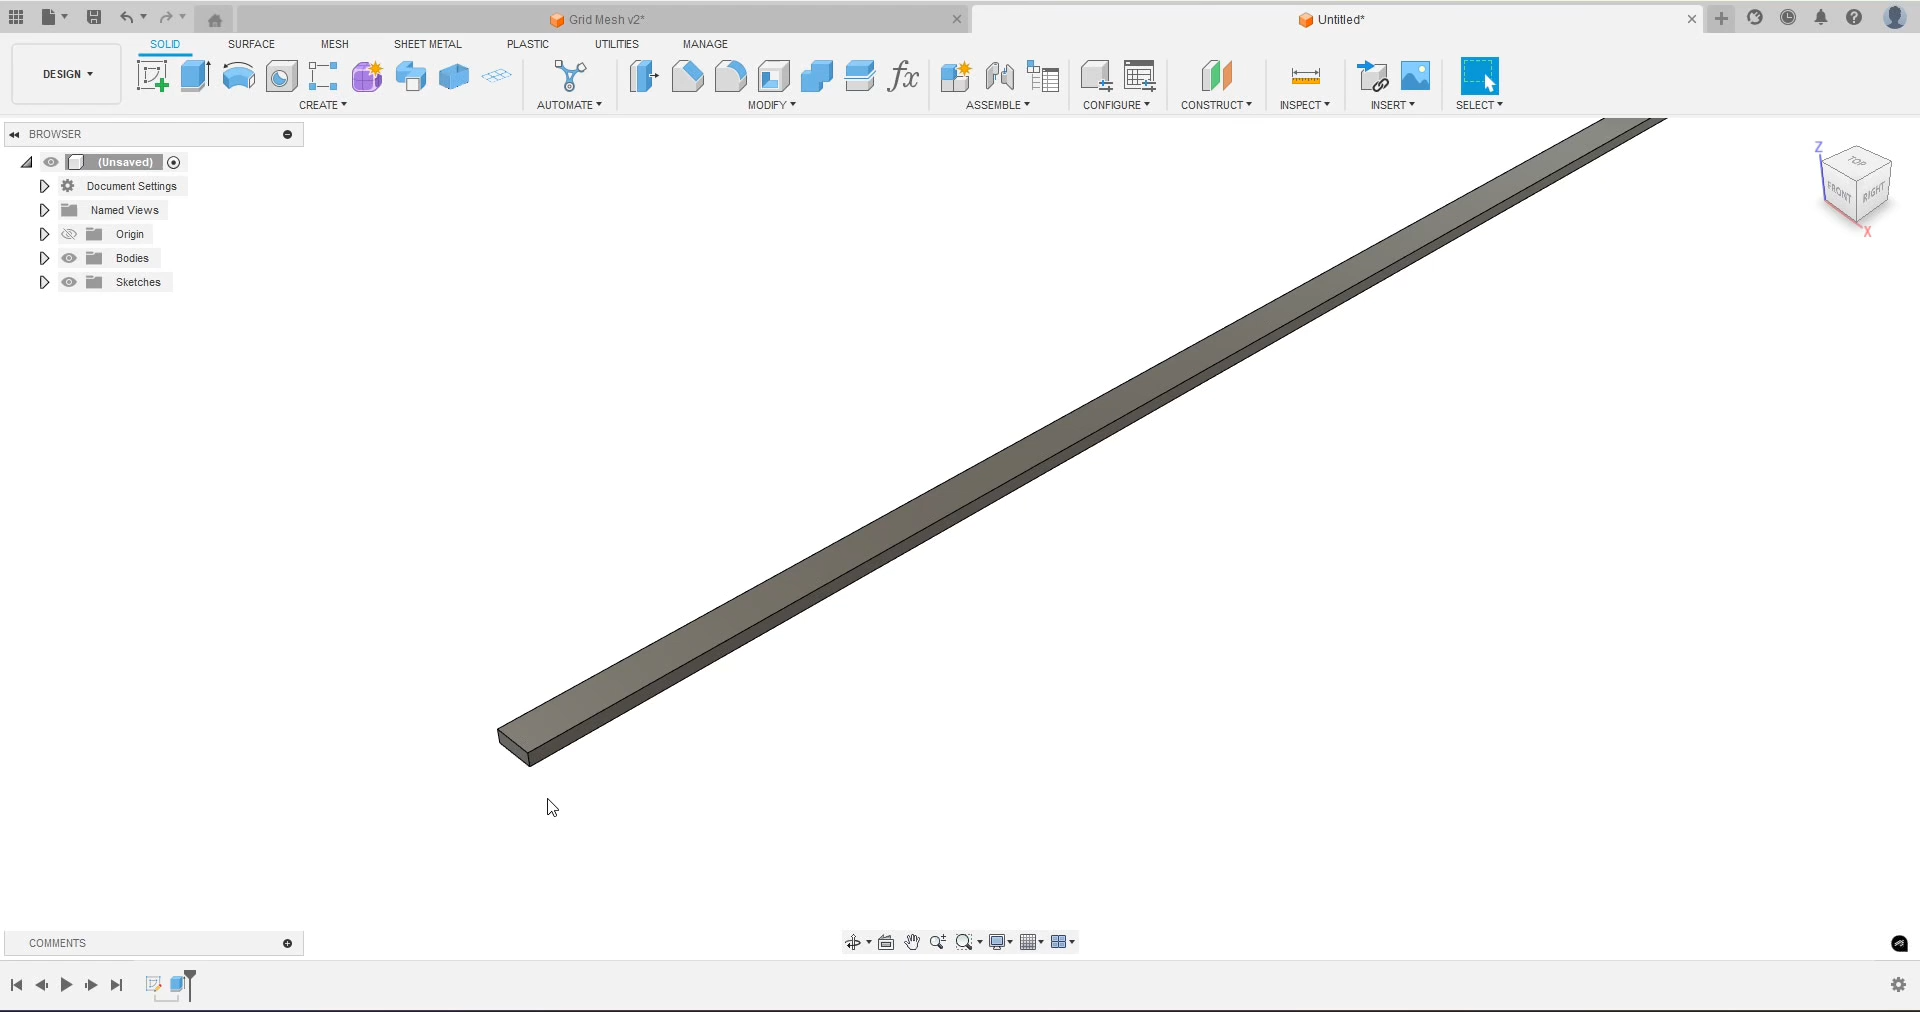 Grid Mesh v2*
Untitled*
SOLID SURFACE MESH SHEET METAL PLASTIC UTILITIES MANAGE
DESIGN
CREATE AUTOMATE MODIFY ASSEMBLE CONFIGURE CONSTRUCT INSPECT INSERT SELECT
fx
BROWSER
(Unsaved)
Document Settings
Named Views
Origin
Bodies
Sketches
Z
TOP
FRONT
RIGHT
X
COMMENTS